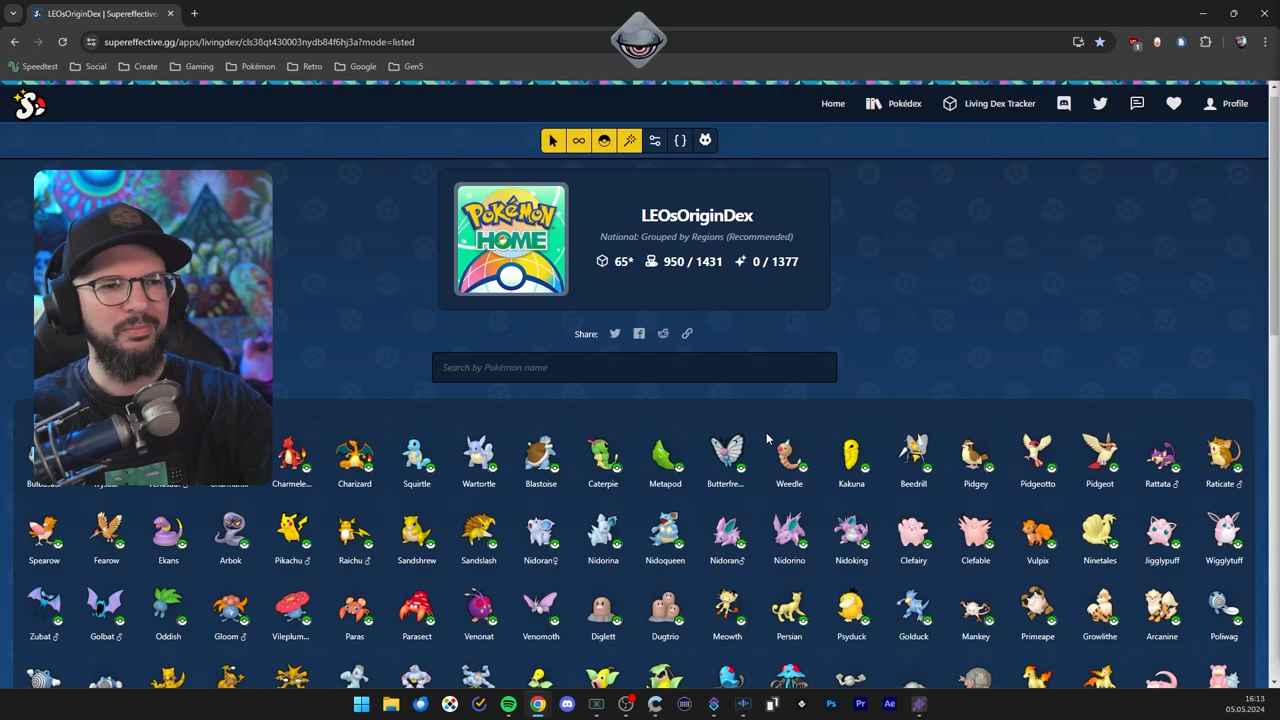 LEOsOriginDex | Supereffective.
supereffective.gg/apps/livingdex/cls38qt430003nydb84f6hj3a?mode=listed
Speedtest Social Create Gaming Pokémon Retro Google Gen5
Home Pokédex Living Dex Tracker Profile
POKÉMON
HOME
LEOsOriginDex
National: Grouped by Regions (Recommended)
65* 950 / 1431 0 / 1377
Share:
Search by Pokémon name
Charmele... Charizard Squirtle Wartortle Blastoise Caterpie Metapod Butterfre... Weedle Kakuna Beedrill Pidgey Pidgeotto Pidgeot Rattata ♂ Raticate ♂
Spearow Fearow Ekans Arbok Pikachu ♂ Raichu ♂ Sandshrew Sandslash Nidoran♀ Nidorina Nidoqueen Nidoran♂ Nidorino Nidoking Clefairy Clefable Vulpix Ninetales Jigglypuff Wigglytuff
Zubat ♂ Golbat ♂ Oddish Gloom ♂ Vileplum... Paras Parasect Venonat Venomoth Diglett Dugtrio Meowth Persian Psyduck Golduck Mankey Primeape Growlithe Arcanine Poliwag
16:13
05.05.2024